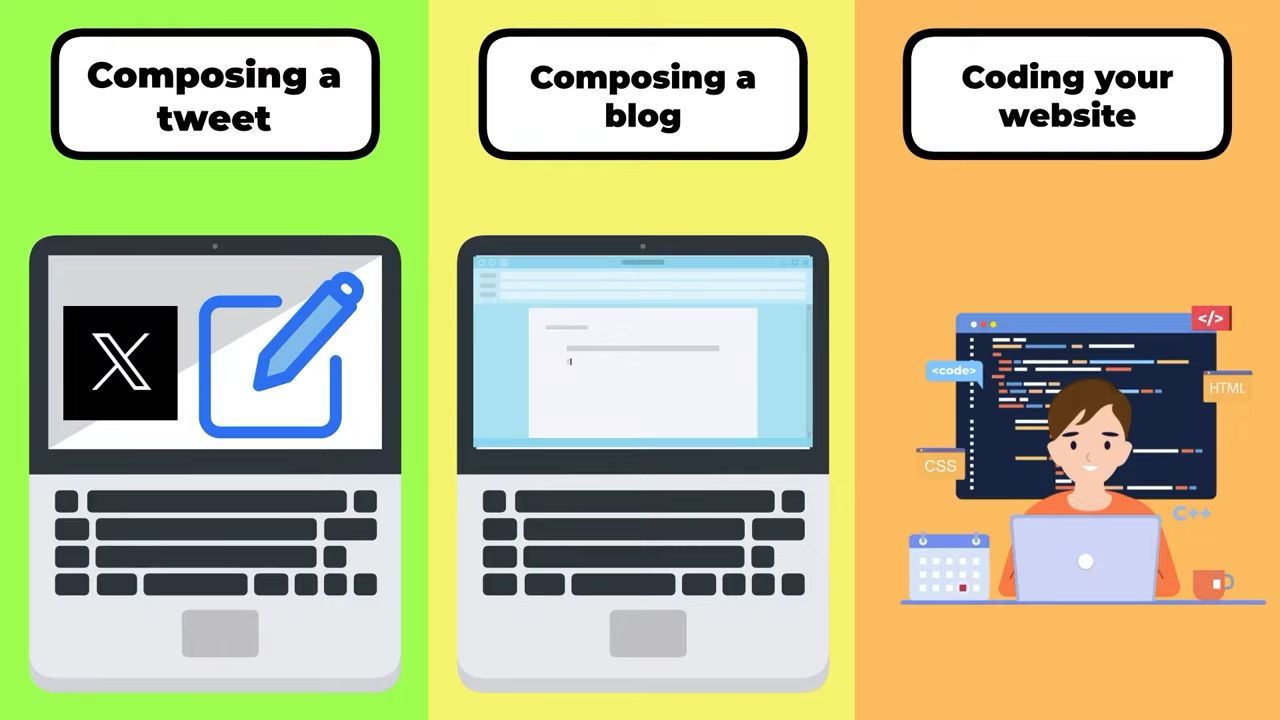 Composing a
tweet
Composing a
blog
Coding your
website
X
</>
<code>
HTML
CSS
C++